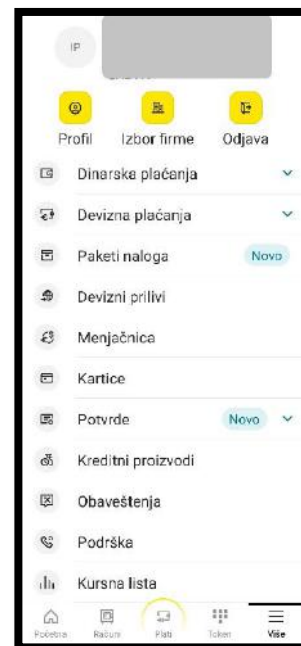 IP
Profil Izbor firme Odjava
Dinarska plaćanja
Devizna plaćanja
Paketi naloga Novo
Devizni prilivi
Menjačnica
Kartice
Potvrde Novo
Kreditni proizvodi
Obaveštenja
Podrška
Kursna lista
Početna Računi Plati Token Više